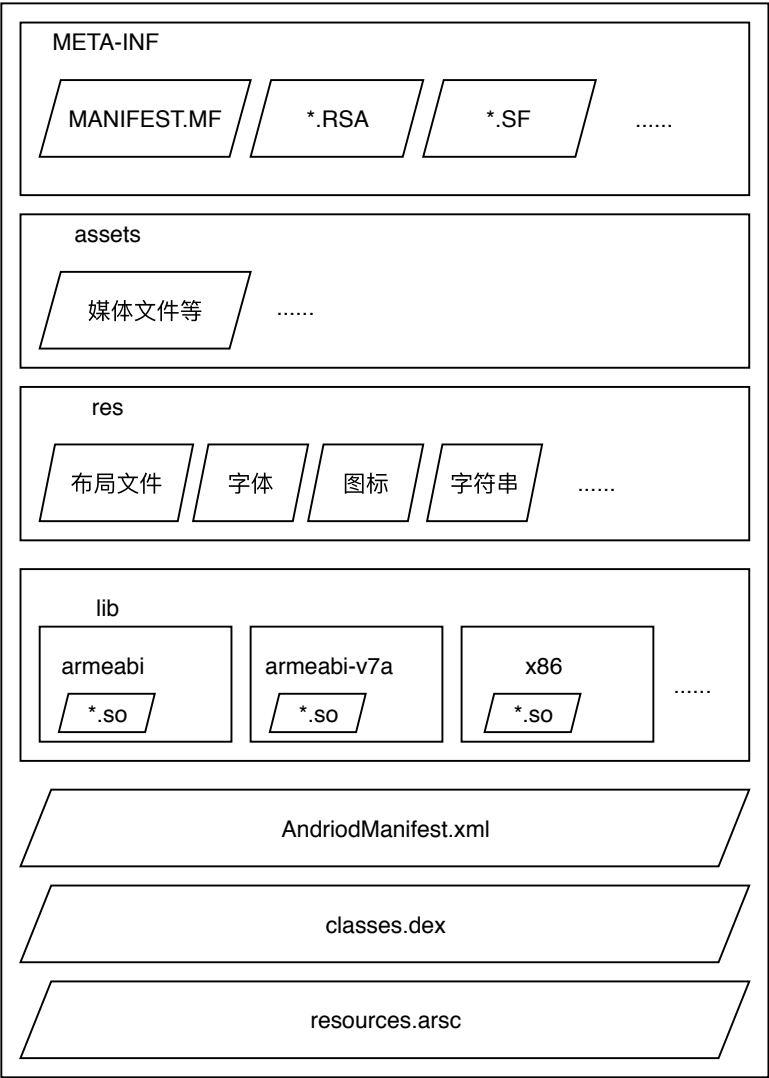 META-INF
MANIFEST.MF
*.RSA
*.SF
......
assets
媒体文件等
......
res
布局文件
字体
图标
字符串
......
lib
armeabi
*.so
armeabi-v7a
*.so
x86
*.so
......
AndriodManifest.xml
classes.dex
resources.arsc